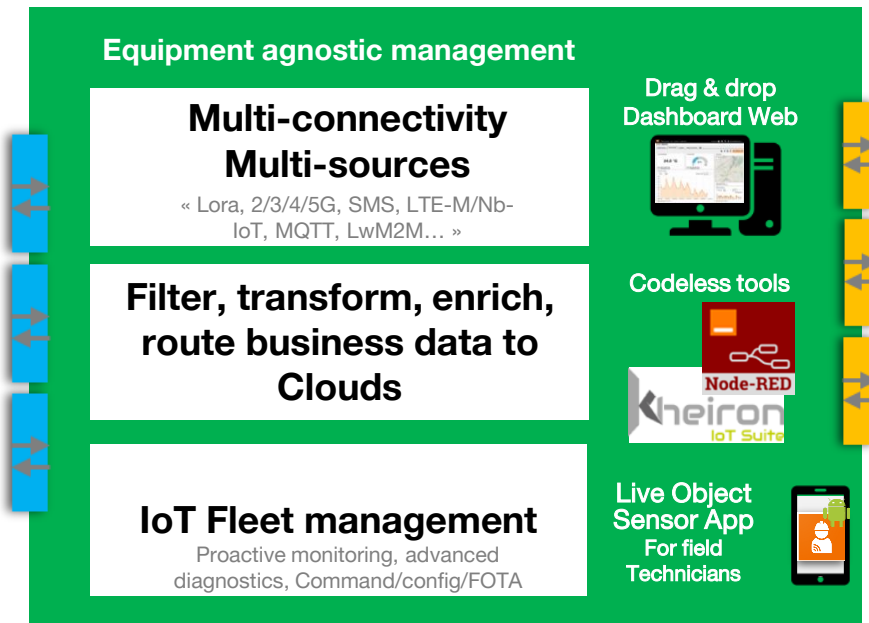 Equipment agnostic management
Multi-connectivity
Multi-sources
« Lora, 2/3/4/5G, SMS, LTE-M/Nb-
IoT, MQTT, LwM2M… »
Drag & drop
Dashboard Web
Filter, transform, enrich,
route business data to
Clouds
Codeless tools
Node-RED
Kheiron
IoT Suite
IoT Fleet management
Proactive monitoring, advanced
diagnostics, Command/config/FOTA
Live Object
Sensor App
For field
Technicians